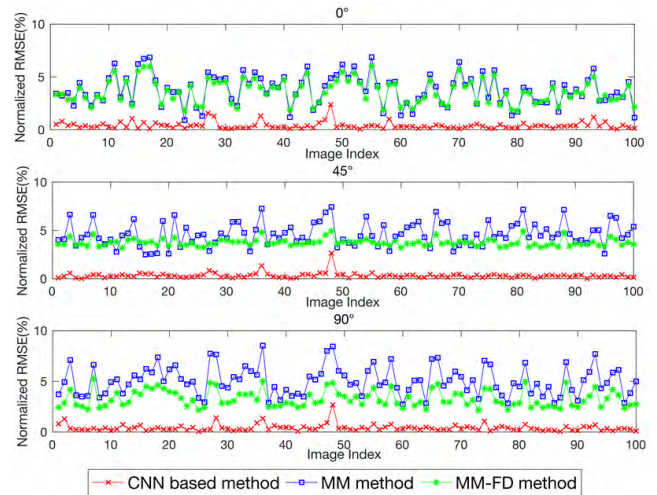 0°
Normalized RMSE(%)
10
5
0
0 10 20 30 40 50 60 70 80 90 100
Image Index
45°
Normalized RMSE(%)
10
5
0
0 10 20 30 40 50 60 70 80 90 100
Image Index
90°
Normalized RMSE(%)
10
5
0
0 10 20 30 40 50 60 70 80 90 100
Image Index
CNN based method MM method MM-FD method